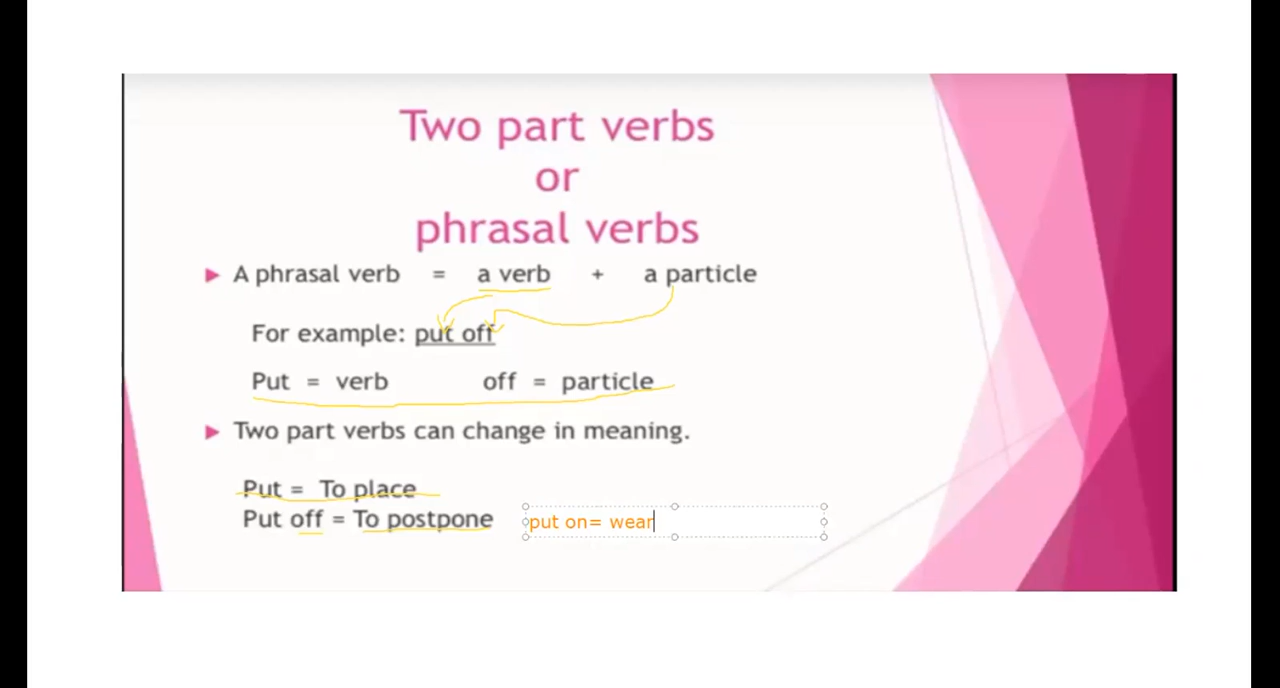 Two part verbs
or
phrasal verbs
A phrasal verb = a verb + a particle
For example: put off
Put = verb off = particle
Two part verbs can change in meaning.
Put = To place
Put off = To postpone put on= wear